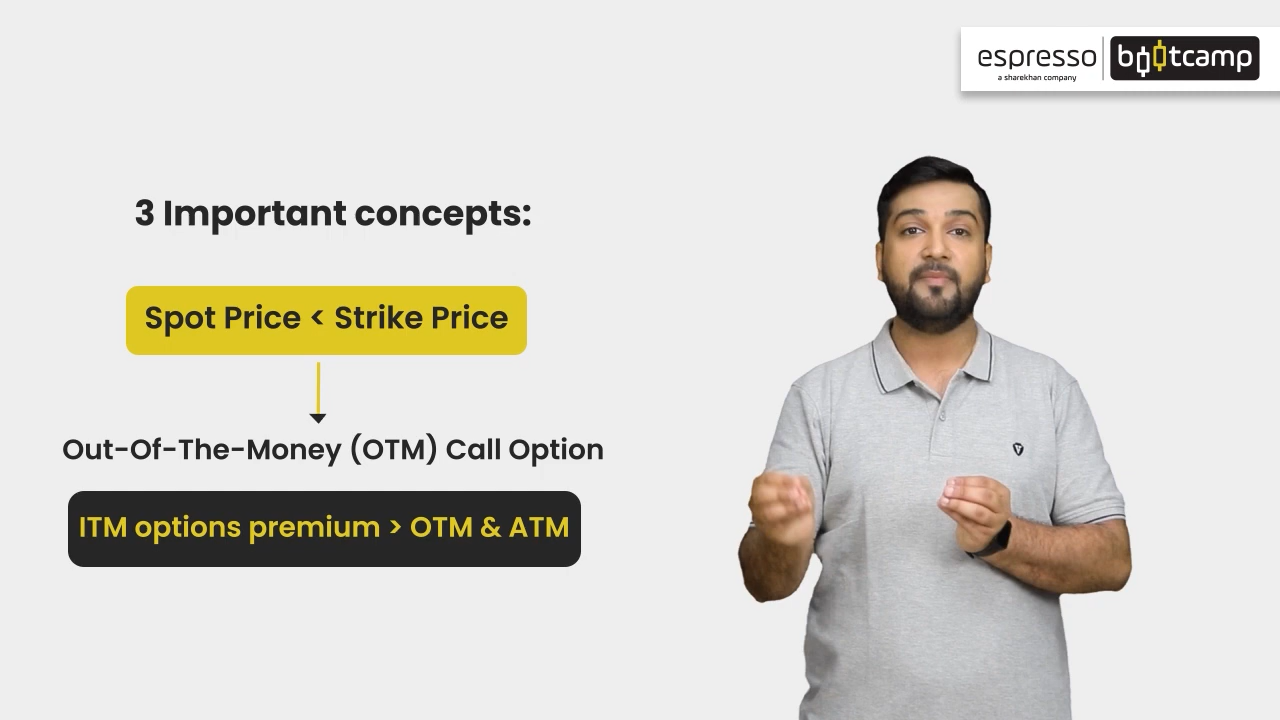 espresso
a sharekhan company
bootcamp
3 Important concepts:
Spot Price < Strike Price
Out-Of-The-Money (OTM) Call Option
ITM options premium > OTM & ATM